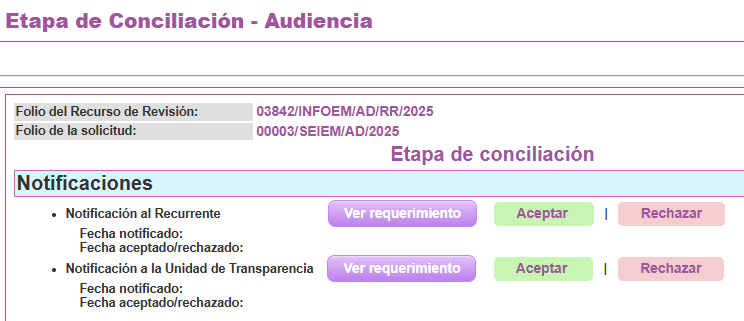 Etapa de Conciliación - Audiencia
Folio del Recurso de Revisión: 03842/INFOEM/AD/RR/2025
Folio de la solicitud: 00003/SEIEM/AD/2025
Etapa de conciliación
Notificaciones
• Notificación al Recurrente Ver requerimiento Aceptar | Rechazar
Fecha notificado:
Fecha aceptado/rechazado:
• Notificación a la Unidad de Transparencia Ver requerimiento Aceptar | Rechazar
Fecha notificado:
Fecha aceptado/rechazado: